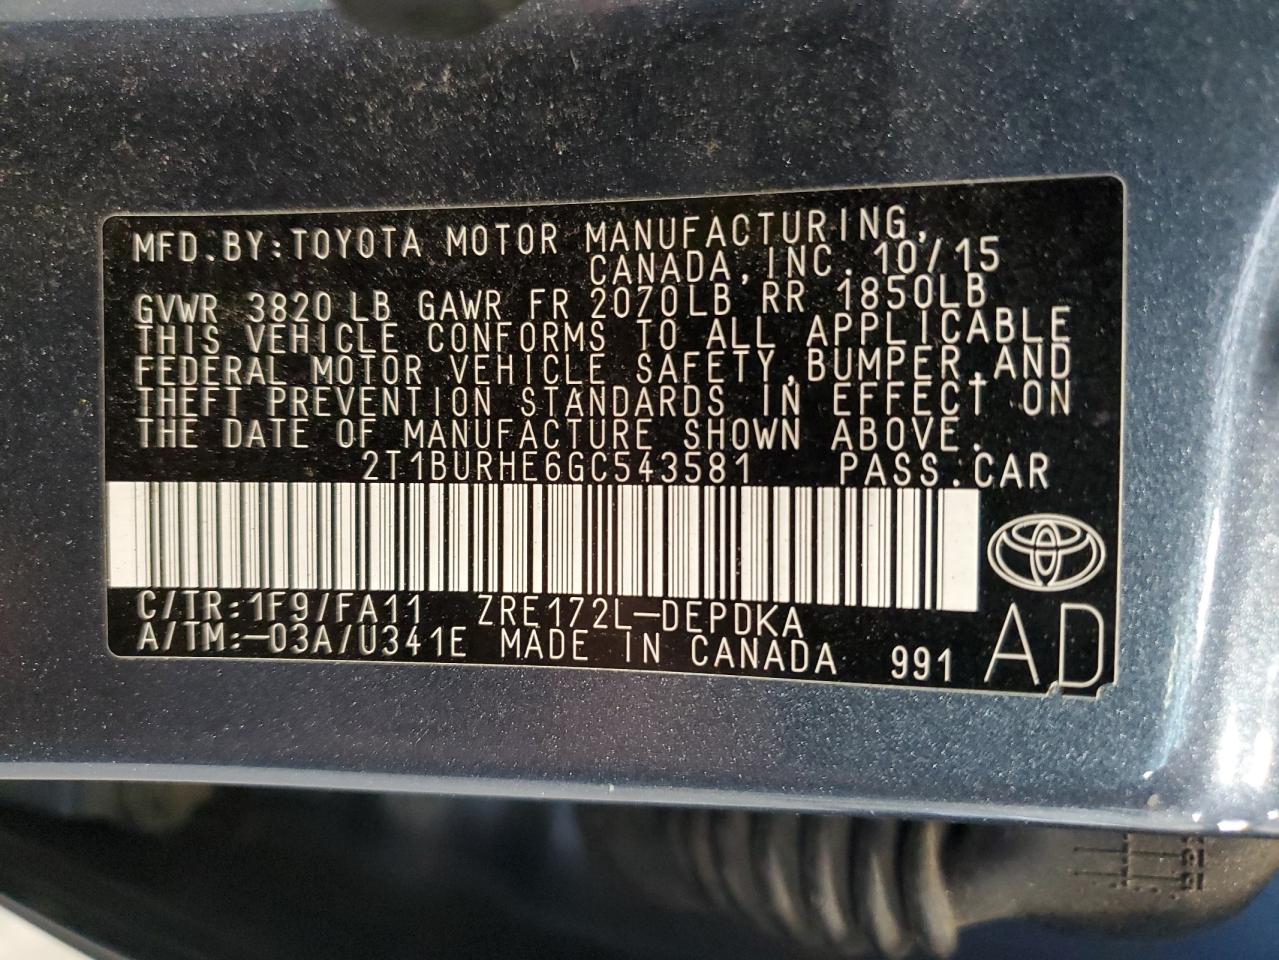 MFD.BY:TOYOTA MOTOR MANUFACTURING,
CANADA,INC. 10/15
GVWR 3820LB GAWR FR 2070LB RR 1850LB
THIS VEHICLE CONFORMS TO ALL APPLICABLE
FEDERAL MOTOR VEHICLE SAFETY,BUMPER,AND
THEFT PREVENTION STANDARDS IN EFFECT ON
THE DATE OF MANUFACTURE SHOWN ABOVE.
2T1BURHE6GC543581 PASS.CAR
C/TR:1F9/FA11 ZRE172L-DEPDKA
A/TM:-03A/U341E MADE IN CANADA 991 AD